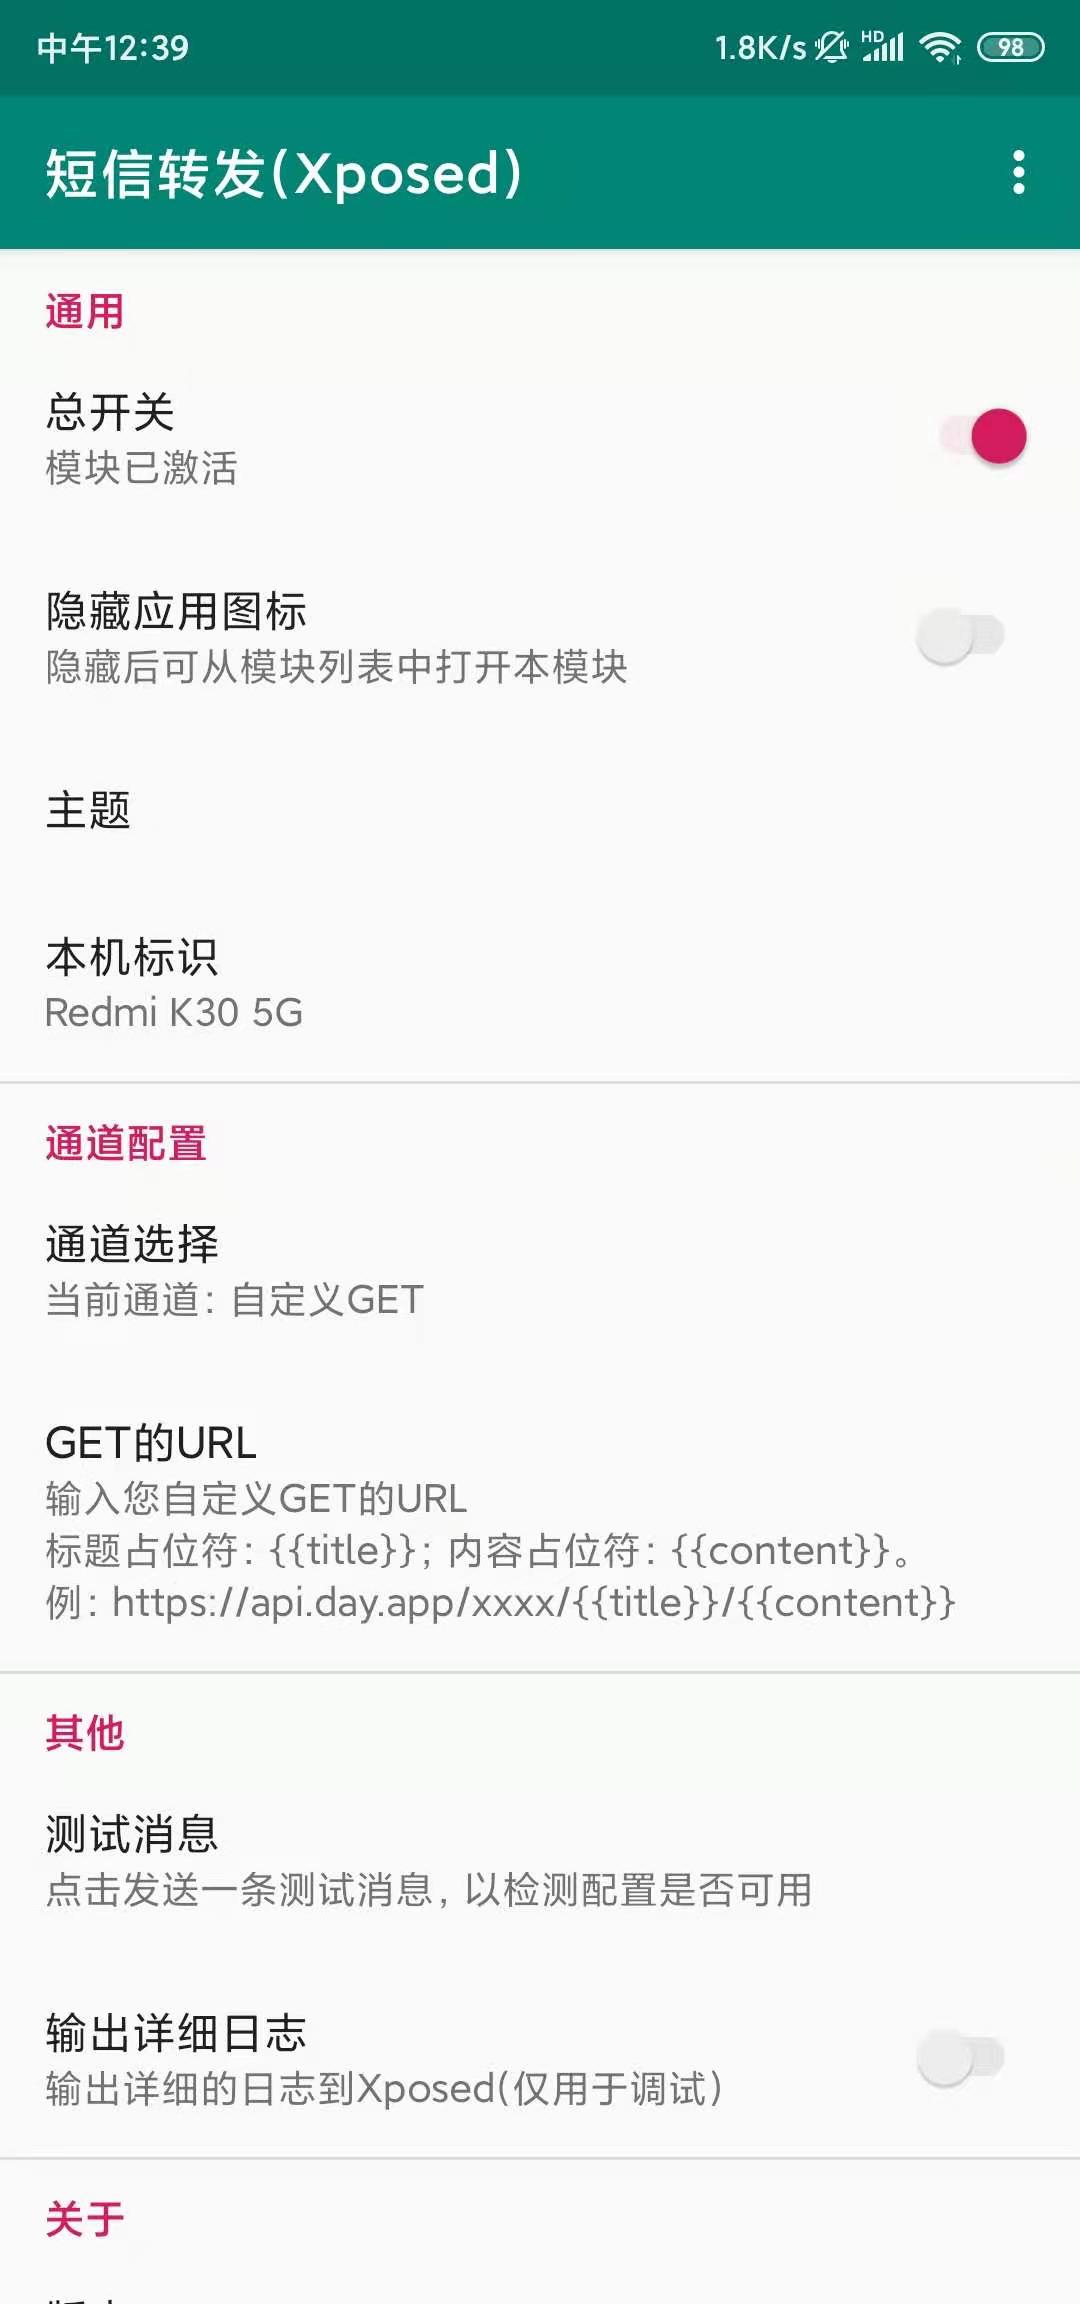 中午12:39
1.8K/s HD 98
短信转发(Xposed)
通用
总开关
模块已激活
隐藏应用图标
隐藏后可从模块列表中打开本模块
主题
本机标识
Redmi K30 5G
通道配置
通道选择
当前通道: 自定义GET
GET的URL
输入您自定义GET的URL
标题占位符: {{title}}; 内容占位符: {{content}}。
例: https://api.day.app/xxxx/{{title}}/{{content}}
其他
测试消息
点击发送一条测试消息, 以检测配置是否可用
输出详细日志
输出详细的日志到Xposed(仅用于调试)
关于